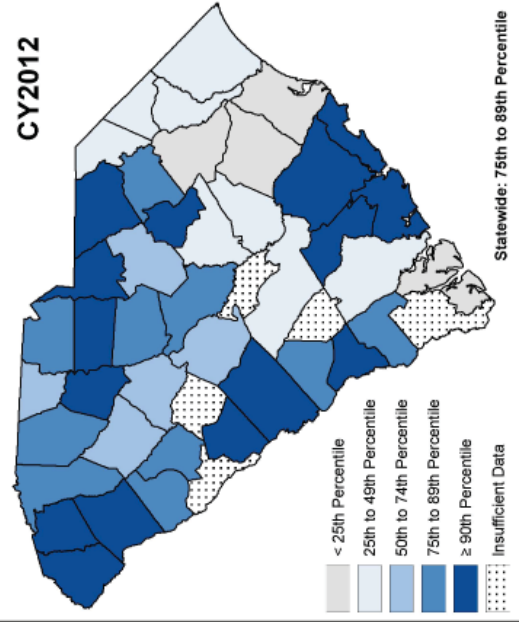 CY2012
< 25th Percentile
25th to 49th Percentile
50th to 74th Percentile
75th to 89th Percentile
≥ 90th Percentile
Insufficient Data
Statewide: 75th to 89th Percentile